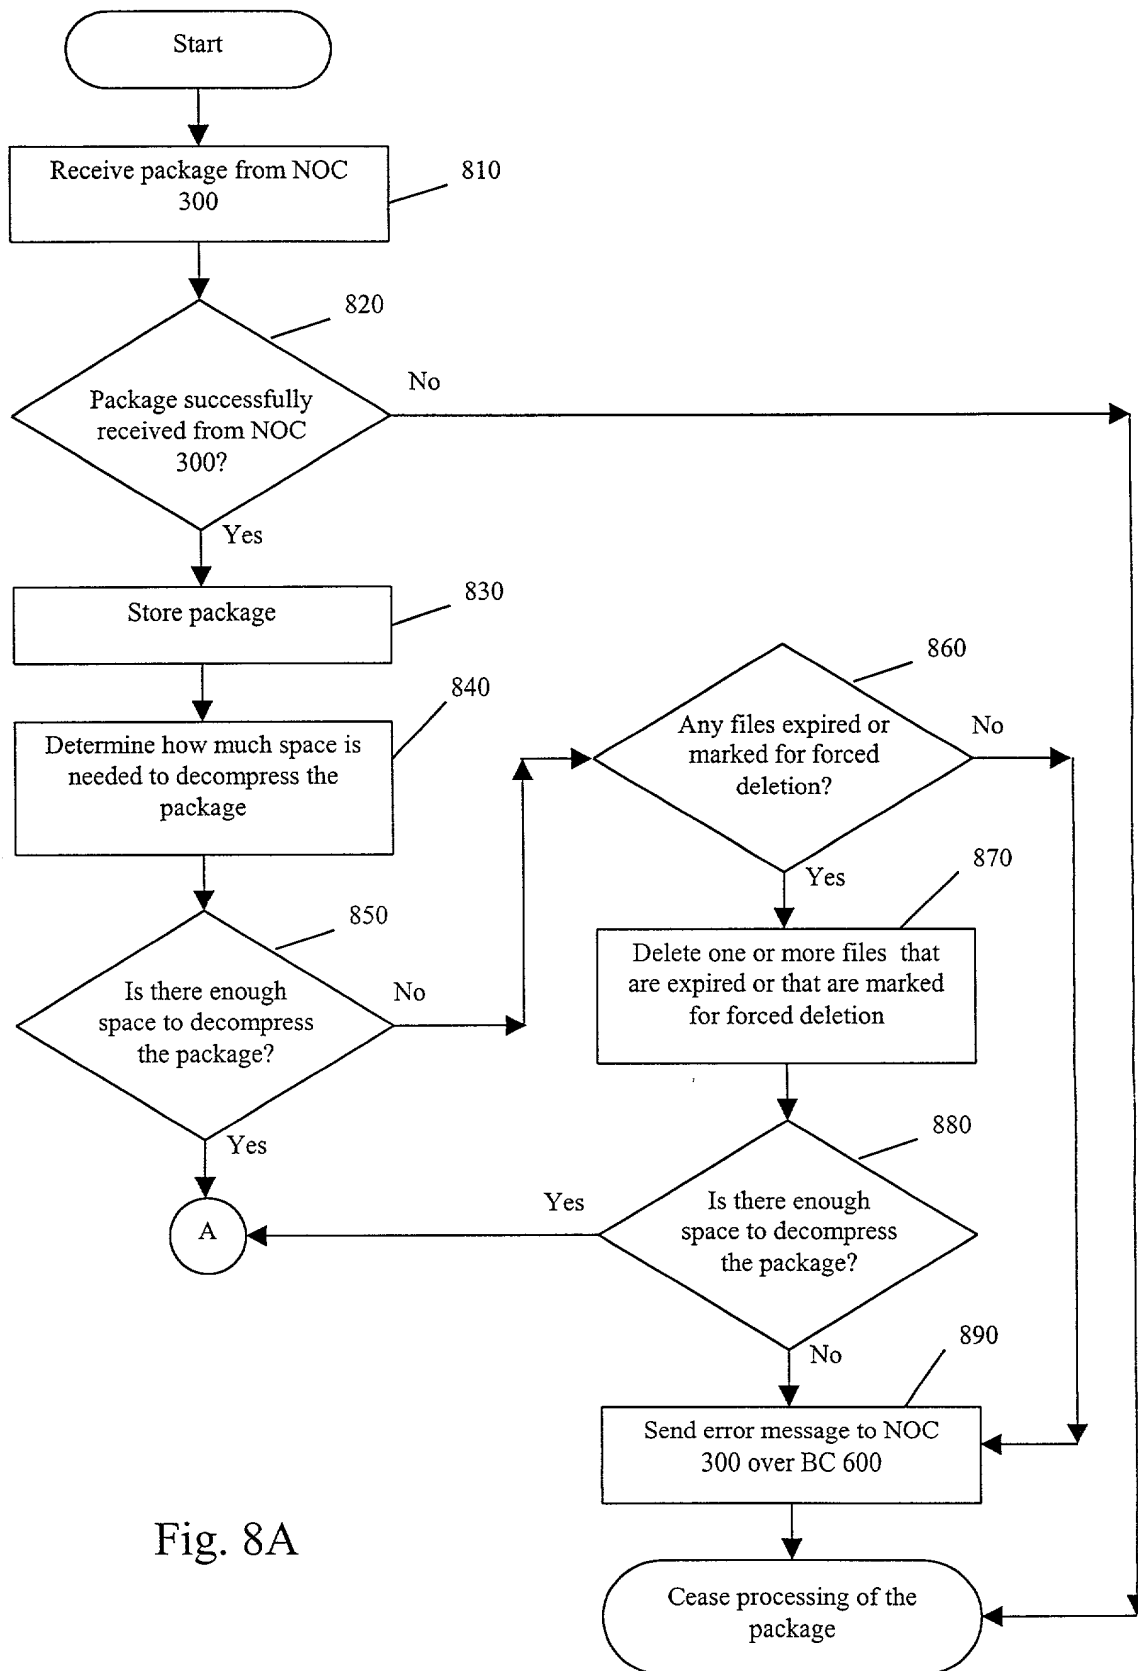 Start
Receive package from NOC
300
810
820
Package successfully
received from NOC
300?
No
Yes
Store package
830
Determine how much space is
needed to decompress the
package
840
Is there enough
space to decompress
the package?
850
No
Yes
A
Any files expired or
marked for forced
deletion?
860
No
Yes
Delete one or more files that
are expired or that are marked
for forced deletion
870
Is there enough
space to decompress
the package?
880
Yes
No
Send error message to NOC
300 over BC 600
890
Cease processing of the
package
Fig. 8A